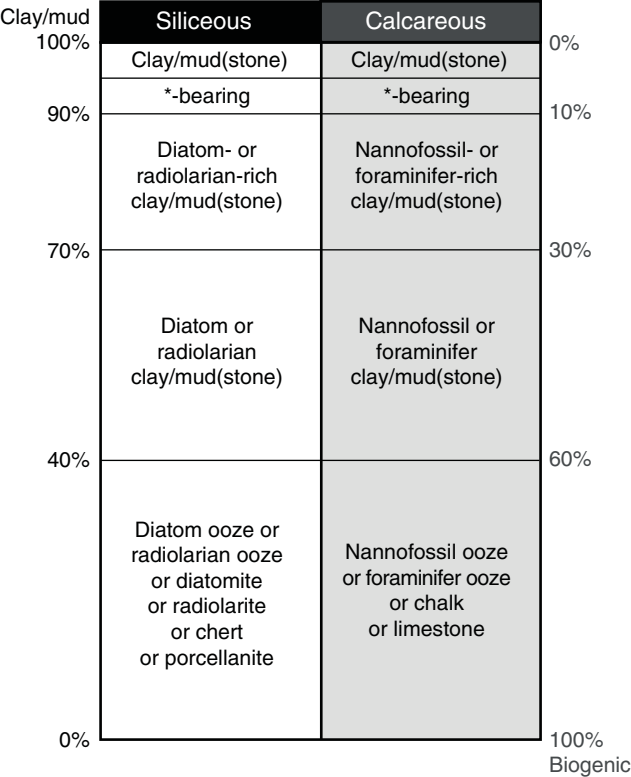 Clay/mud
Siliceous
Calcareous
100%
0%
Clay/mud(stone)
Clay/mud(stone)
*-bearing
*-bearing
90%
10%
Diatom- or
radiolarian-rich
clay/mud(stone)
Nannofossil- or
foraminifer-rich
clay/mud(stone)
70%
30%
Diatom or
radiolarian
clay/mud(stone)
Nannofossil or
foraminifer
clay/mud(stone)
40%
60%
Diatom ooze or
radiolarian ooze
or diatomite
or radiolarite
or chert
or porcellanite
Nannofossil ooze
or foraminifer ooze
or chalk
or limestone
0%
100%
Biogenic